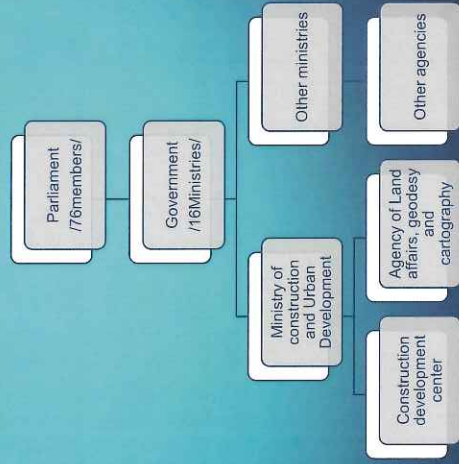 Parliament
/76members/
Government
/16Ministries/
Ministry of
construction
and Urban
Development
Other ministries
Construction
development
center
Agency of Land
affairs, geodesy
and
cartography
Other agencies